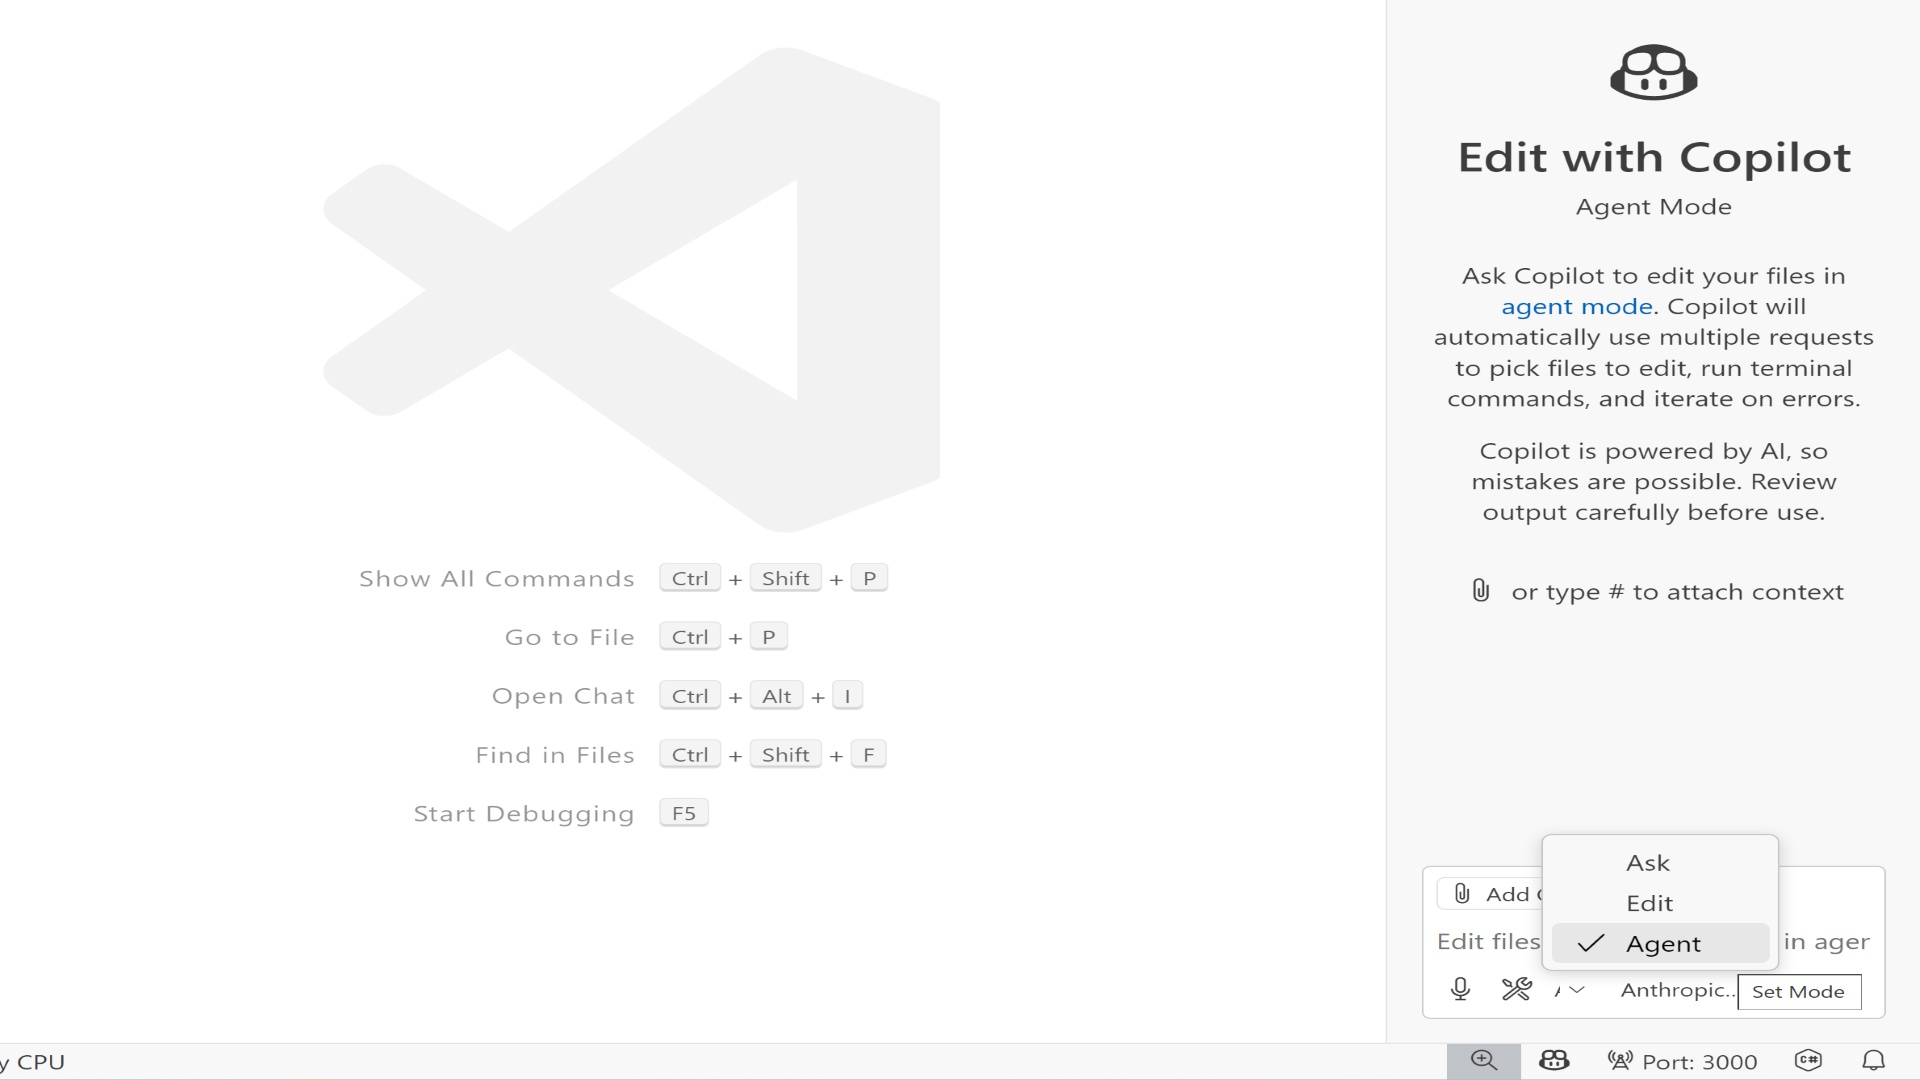 Edit with Copilot
Agent Mode
Ask Copilot to edit your files in
agent mode. Copilot will
automatically use multiple requests
to pick files to edit, run terminal
commands, and iterate on errors.
Copilot is powered by AI, so
mistakes are possible. Review
output carefully before use.
or type # to attach context
Show All Commands Ctrl + Shift + P
Go to File Ctrl + P
Open Chat Ctrl + Alt + I
Find in Files Ctrl + Shift + F
Start Debugging F5
Ask
Edit
Agent
Add
Edit files in
Anthropic..
Set Mode
CPU
Port: 3000
C#